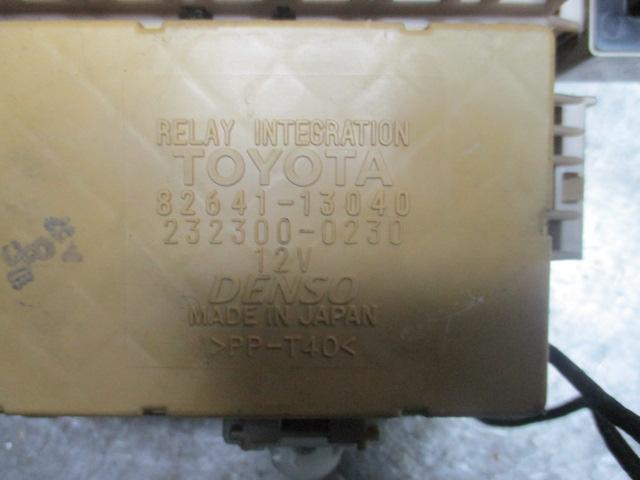 RELAY INTEGRATION
TOYOTA
82641-13040
232300-0230
12V
DENSO
MADE IN JAPAN
>PP-T40<